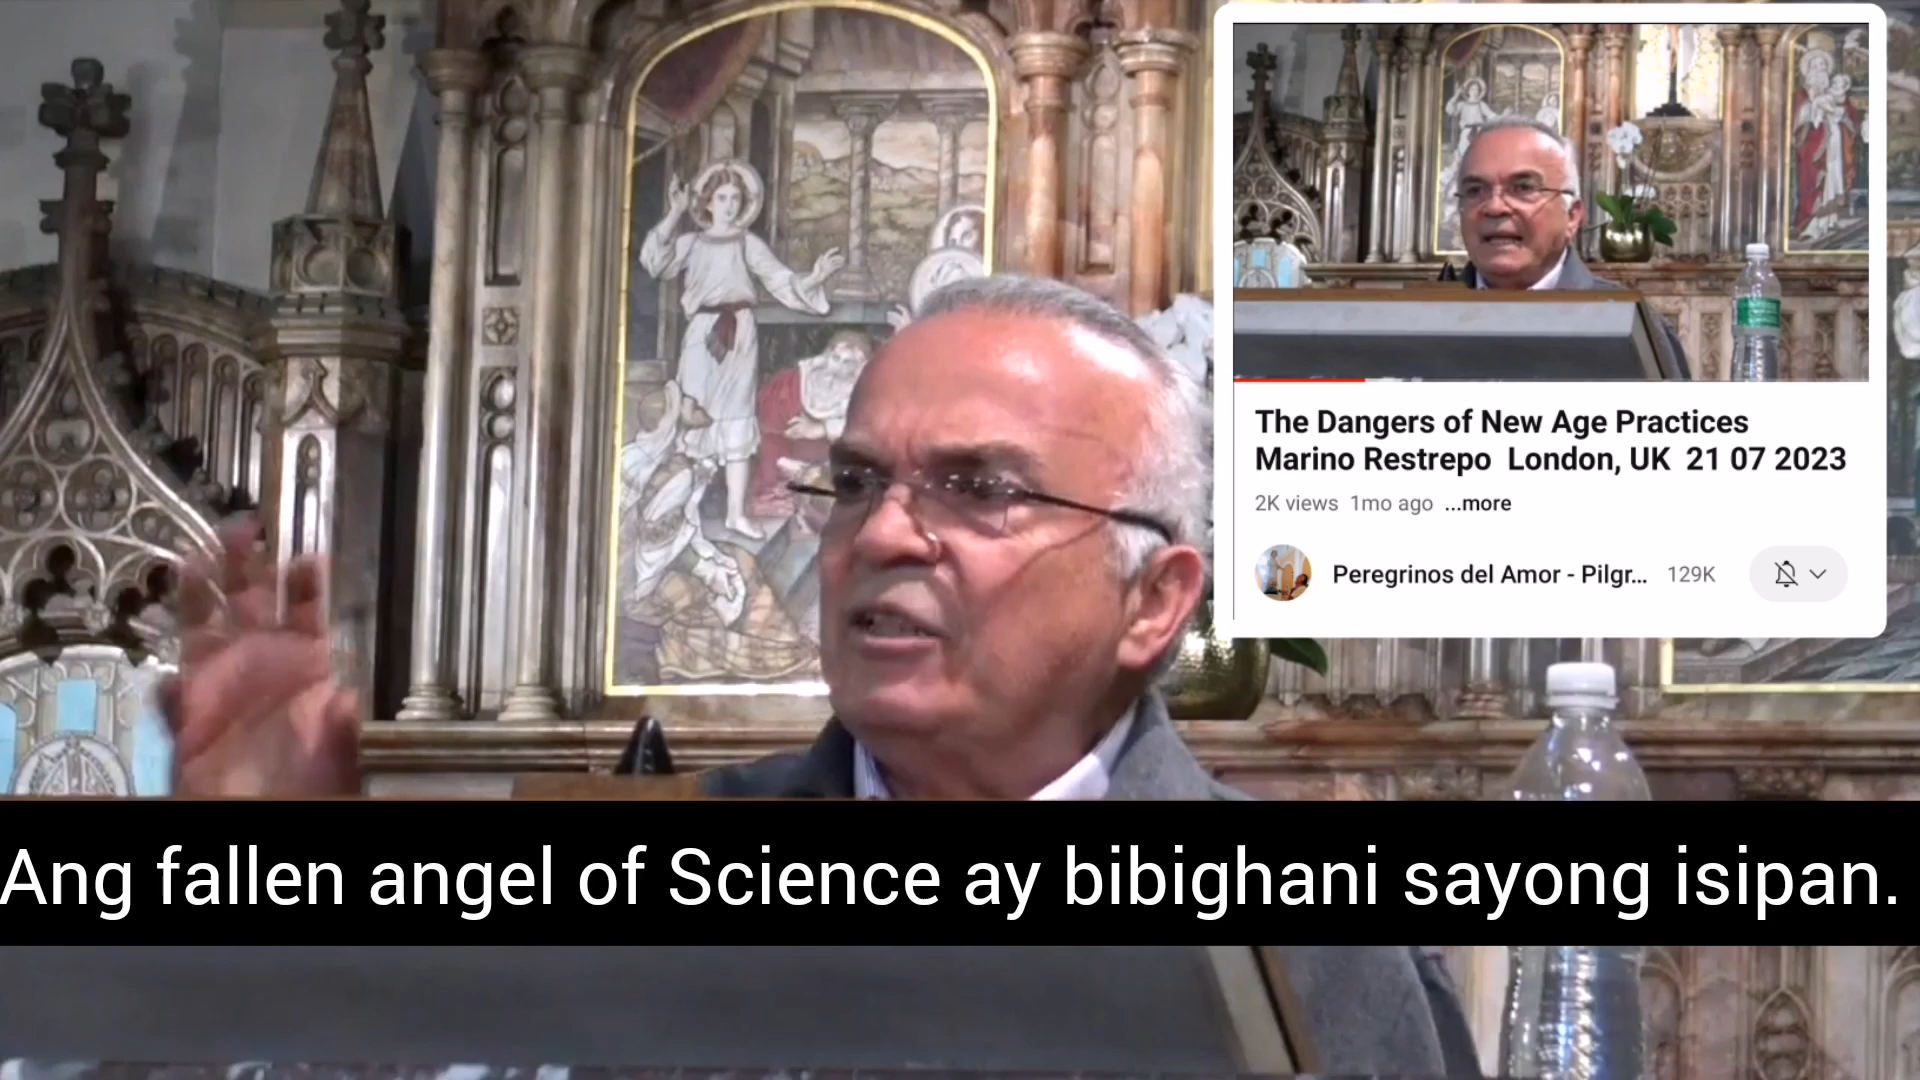 The Dangers of New Age Practices
Marino Restrepo London, UK 21 07 2023
2K views 1mo ago ...more
Peregrinos del Amor - Pilgr... 129K
Ang fallen angel of Science ay bibighani sayong isipan.